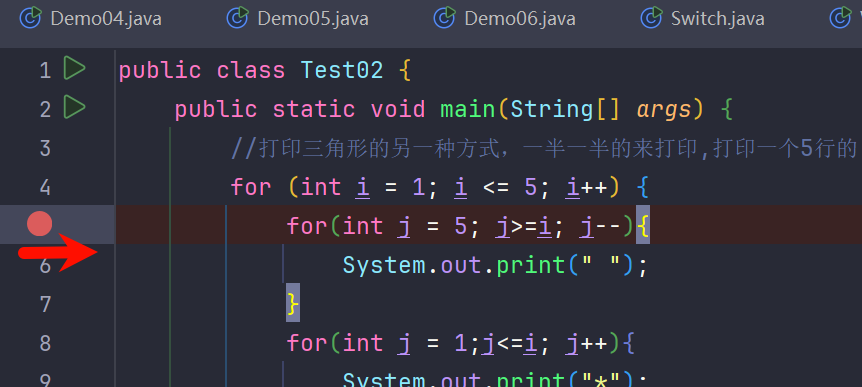 Demo04.java Demo05.java Demo06.java Switch.java
1 public class Test02 {
2 public static void main(String[] args) {
3 //打印三角形的另一种方式，一半一半的来打印,打印一个5行的
4 for (int i = 1; i <= 5; i++) {
for(int j = 5; j>=i; j--){
6 System.out.print(" ");
7 }
8 for(int j = 1;j<=i; j++){
9 System.out.print("*");